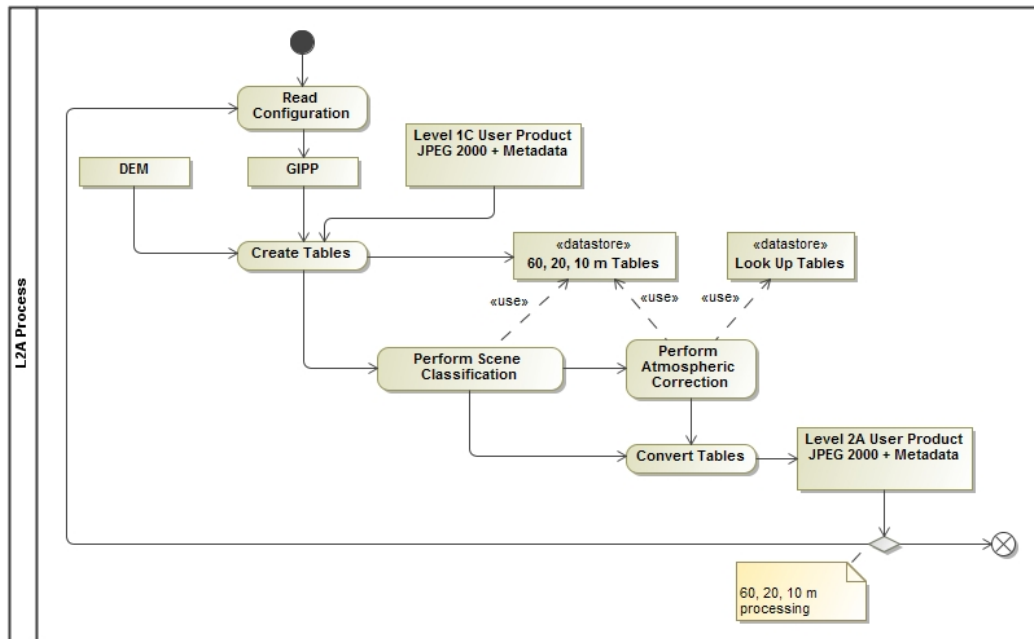 L2A Process
Read
Configuration
Level 1C User Product
JPEG 2000 + Metadata
DEM
GIPP
Create Tables
«datastore»
60, 20, 10 m Tables
«datastore»
Look Up Tables
«use»
«use»
«use»
Perform Scene
Classification
Perform
Atmospheric
Correction
Convert Tables
Level 2A User Product
JPEG 2000 + Metadata
60, 20, 10 m
processing